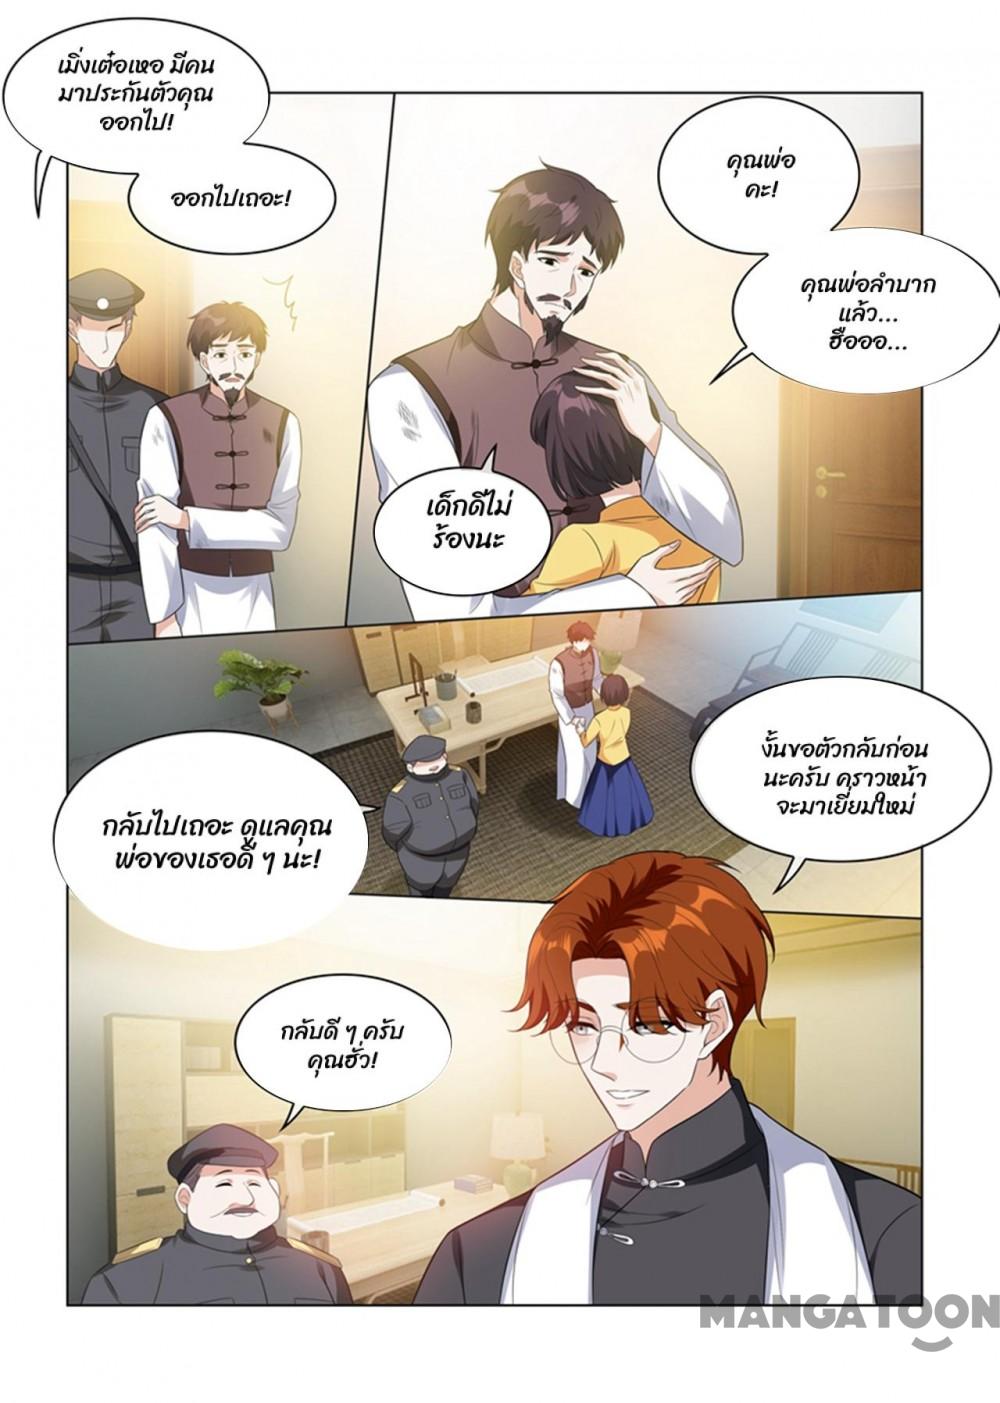 เมิ่งเต๋อเหอ มีคน
มาประกันตัวคุณ
ออกไป!
ออกไปเถอะ!
คุณพ่อ
คะ!
คุณพ่อลำบาก
แล้ว...
ฮือออ...
เด็กดีไม่
ร้องนะ
กลับไปเถอะ ดูแลคุณ
พ่อของเธอดี ๆ นะ!
งั้นขอตัวกลับก่อน
นะครับ คราวหน้า
จะมาเยี่ยมใหม่
กลับดี ๆ ครับ
คุณฮั่ว!
MANGATOON